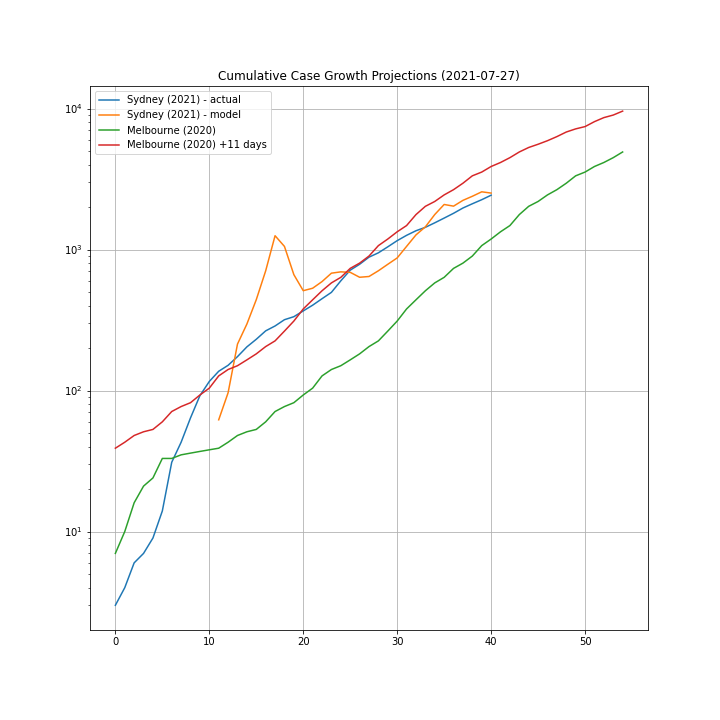 Cumulative Case Growth Projections (2021-07-27)
Sydney (2021) - actual
Sydney (2021) - model
Melbourne (2020)
Melbourne (2020) +11 days
10⁴
10³
10²
10¹
0 10 20 30 40 50